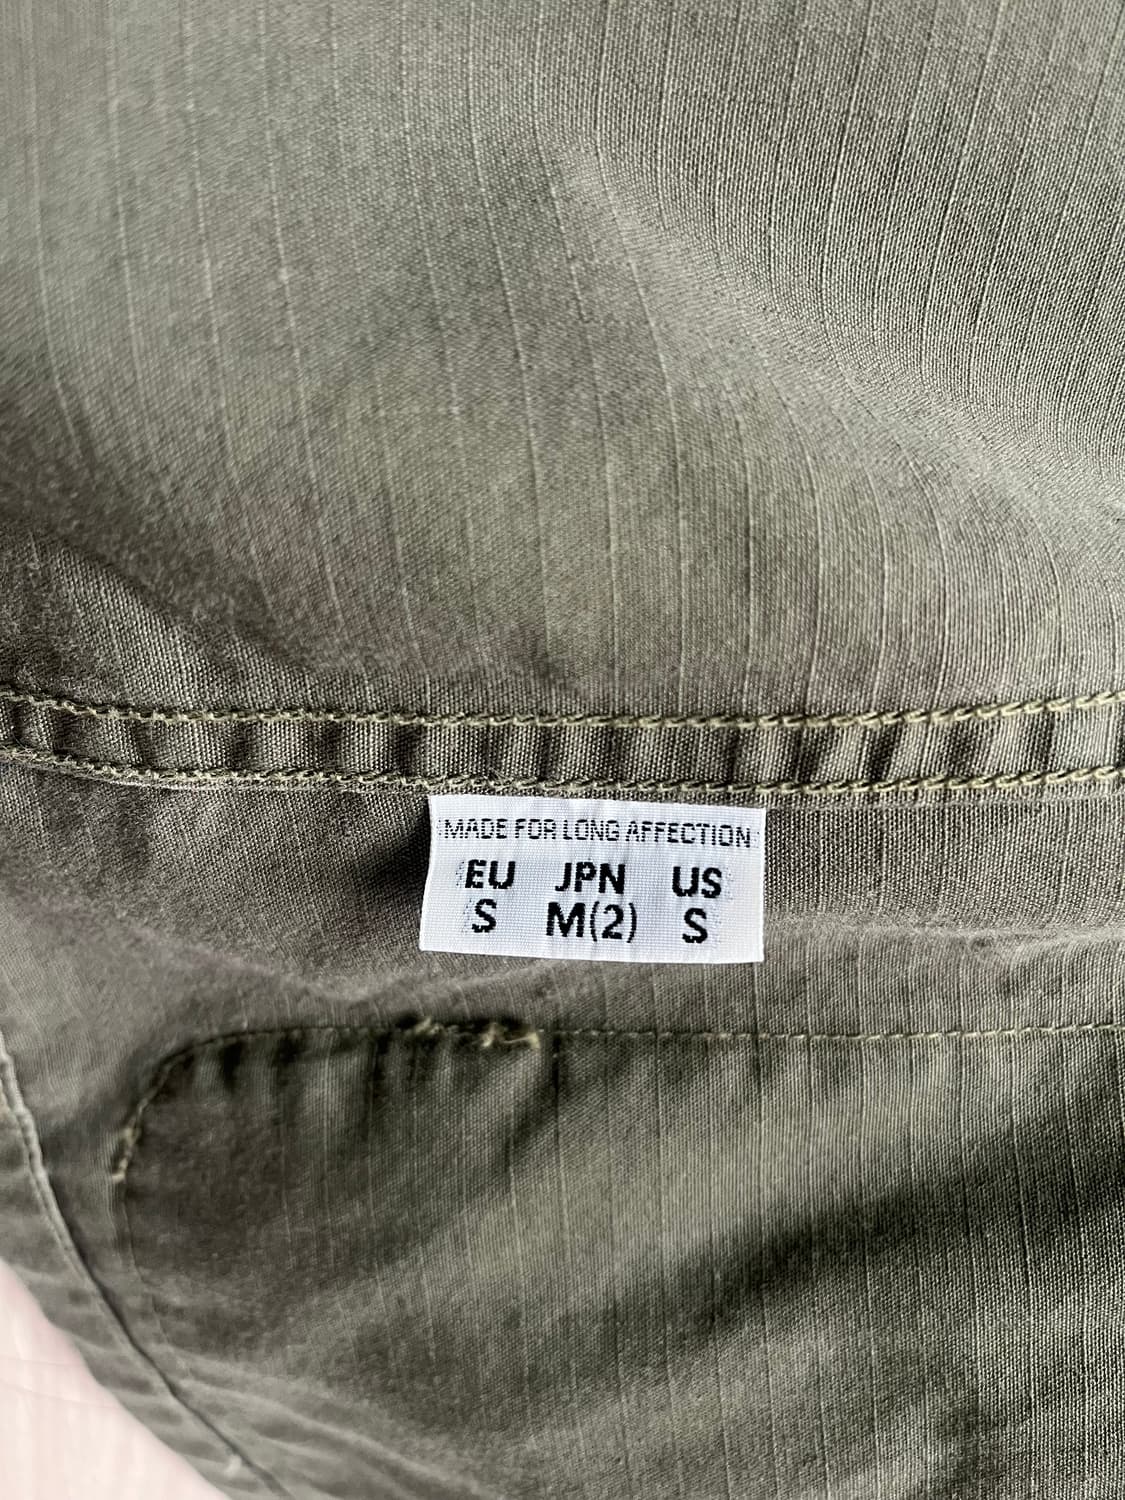 MADE FOR LONG AFFECTION
EU JPN US
S M(2) S